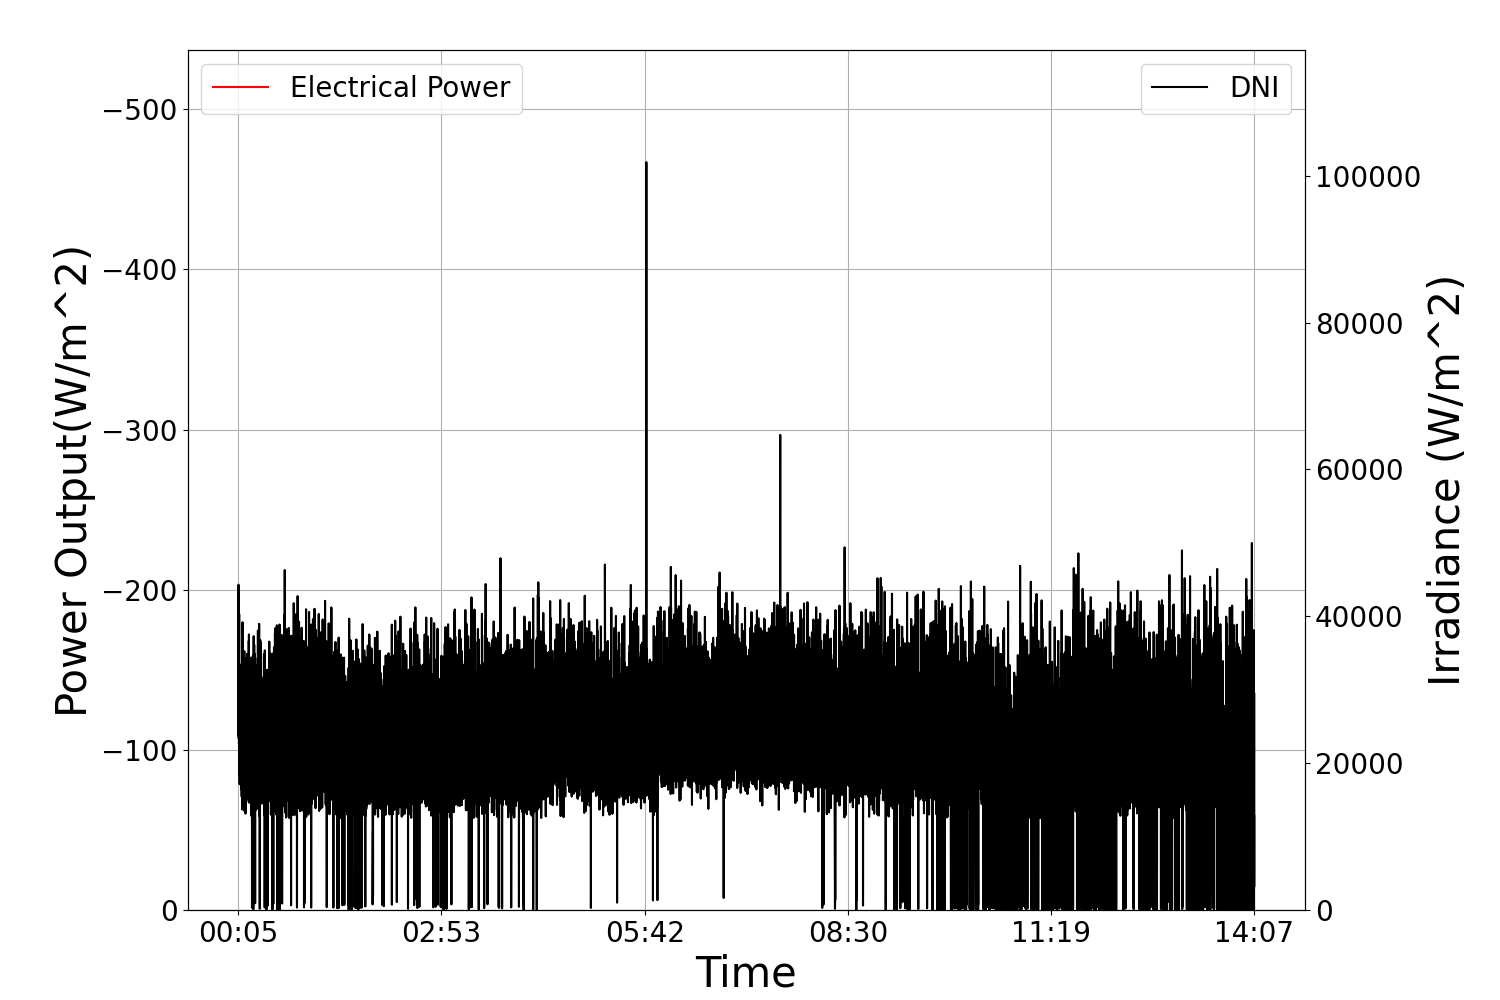 Electrical Power
DNI
−500
−400
−300
−200
−100
0
Power Output(W/m^2)
100000
80000
60000
40000
20000
0
Irradiance (W/m^2)
00:05 02:53 05:42 08:30 11:19 14:07
Time